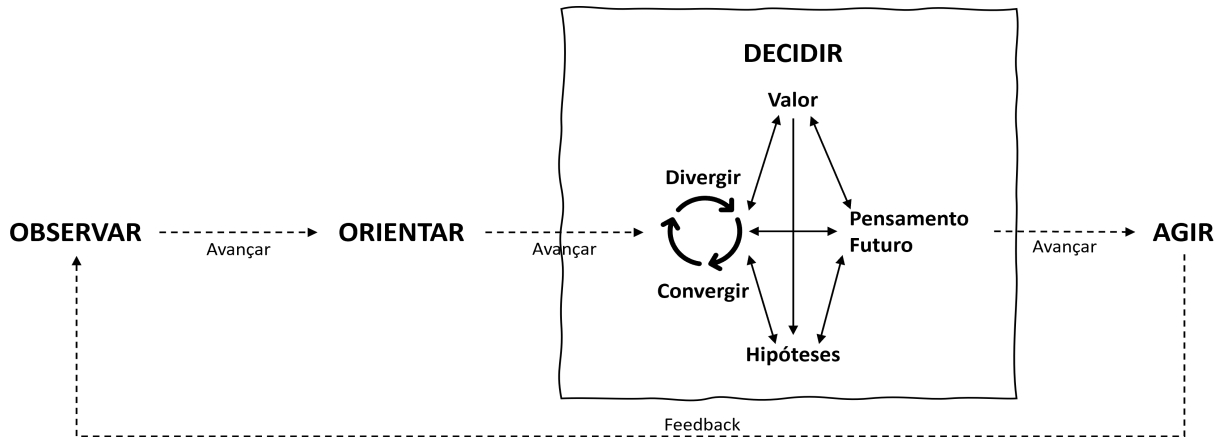 DECIDIR
Valor
Divergir
OBSERVAR
Avançar
ORIENTAR
Avançar
Pensamento
Futuro
Avançar
AGIR
Convergir
Hipóteses
Feedback